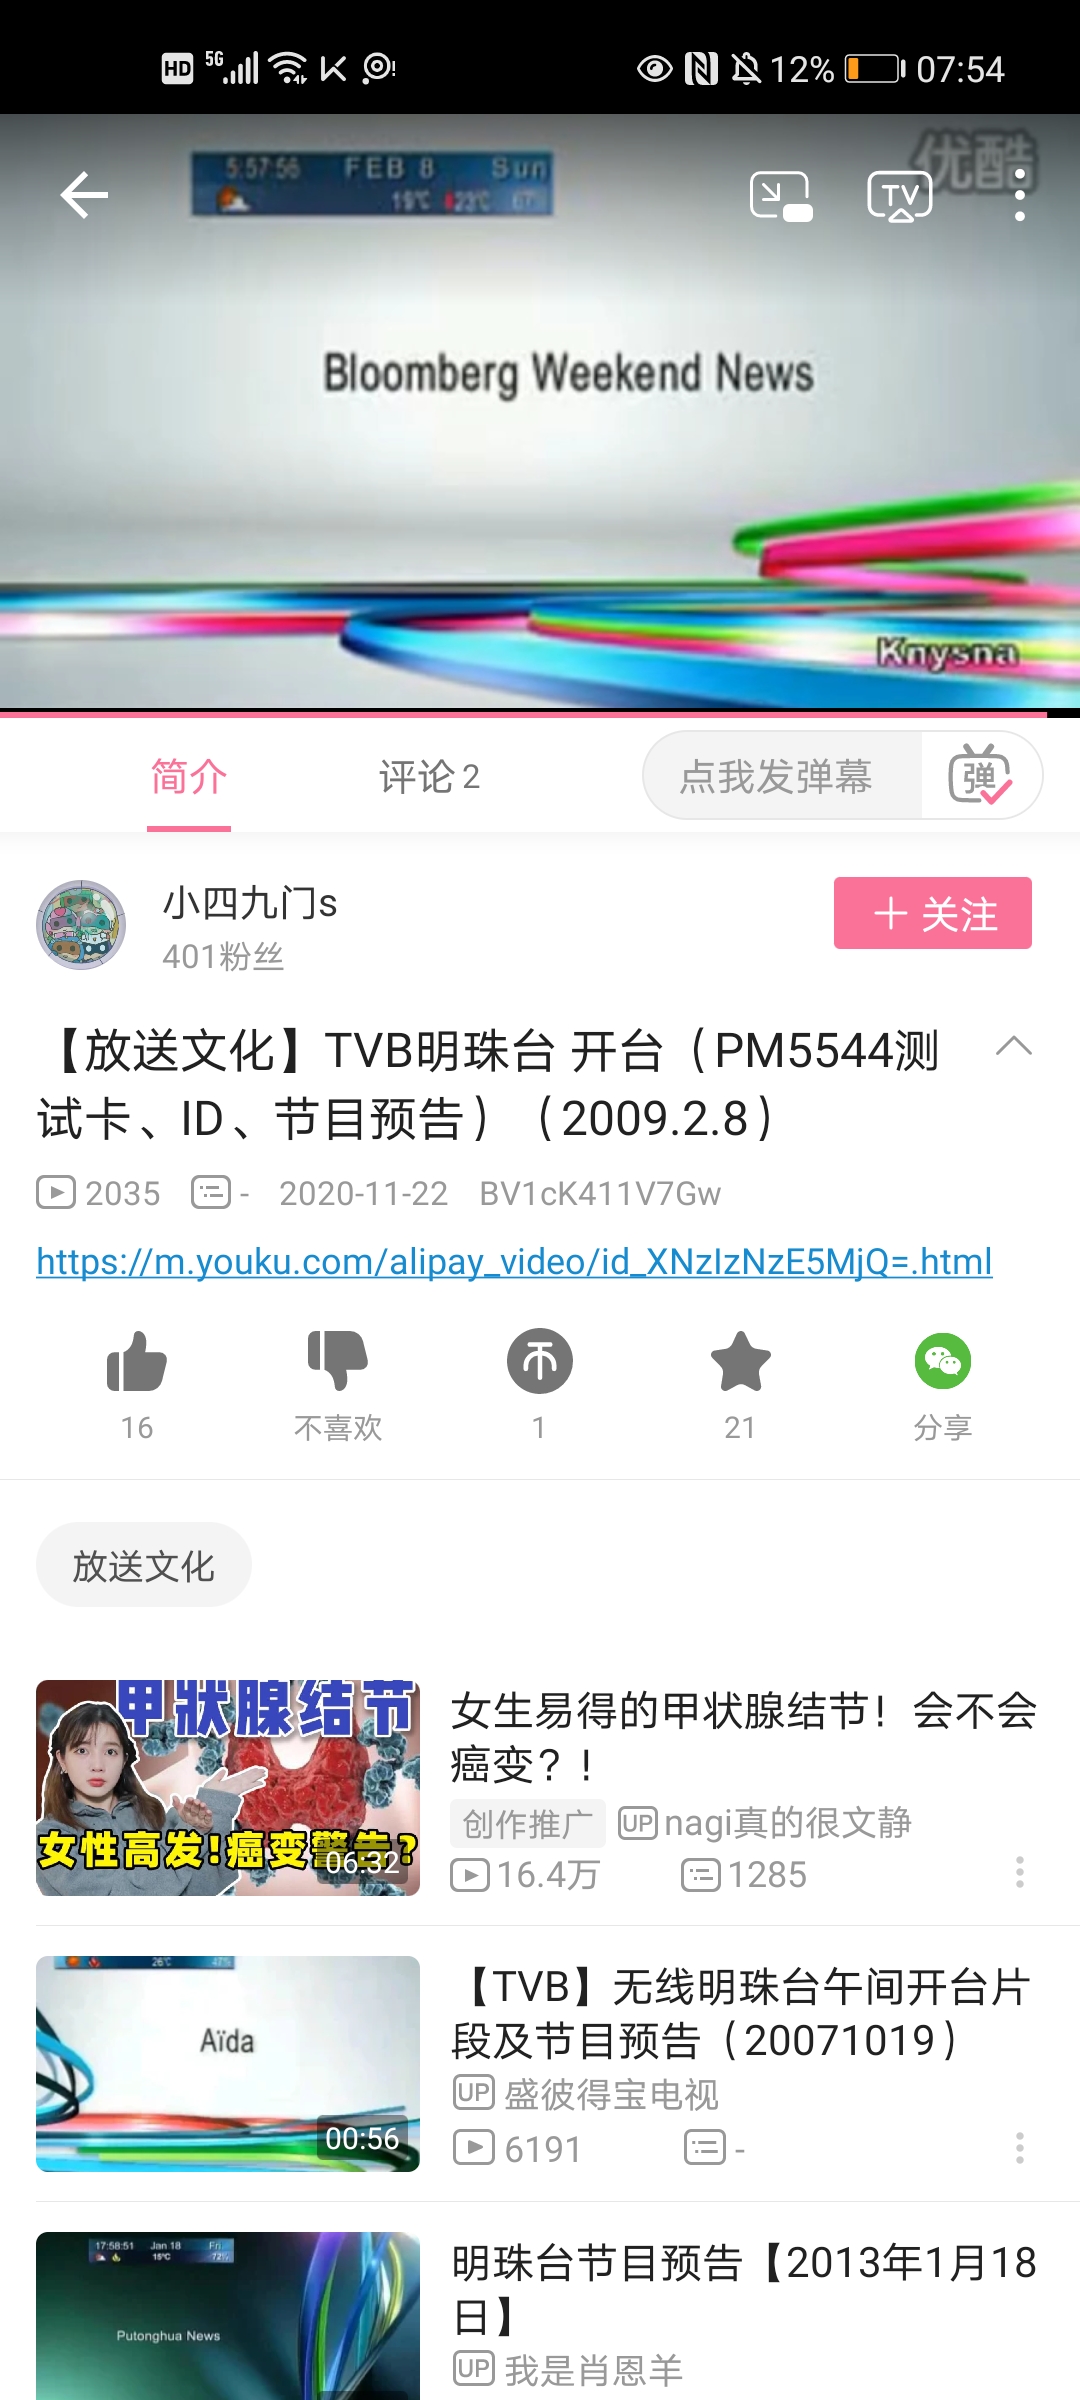 HD 5G 12% 07:54
5:57:56 FEB 8 Sun
19℃ 23℃
优酷
TV
Bloomberg Weekend News
Knysna
简介 评论 2 点我发弹幕 弹
小四九门s
401粉丝
+ 关注
【放送文化】TVB明珠台 开台（PM5544测
试卡、ID、节目预告）（2009.2.8）
2035 - 2020-11-22 BV1cK411V7Gw
https://m.youku.com/alipay_video/id_XNzIzNzE5MjQ=.html
16 不喜欢 1 21 分享
放送文化
甲状腺结节
女性高发!癌变警告?
06:32
女生易得的甲状腺结节！会不会
癌变？！
创作推广 UP nagi真的很文静
16.4万 1285
26℃ 47%
Aïda
00:56
【TVB】无线明珠台午间开台片
段及节目预告（20071019）
UP 盛彼得宝电视
6191 -
17:58:51 Jan 18 Fri
15℃ 72%
Putonghua News
明珠台节目预告【2013年1月18
日】
UP 我是肖恩羊